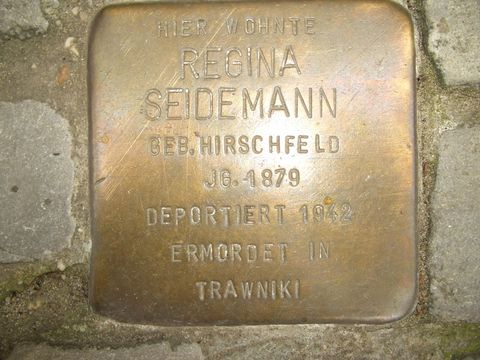 HIER WOHNTE
REGINA
SEIDEMANN
GEB. HIRSCHFELD
JG. 1879
DEPORTIERT 1942
ERMORDET IN
TRAWNIKI